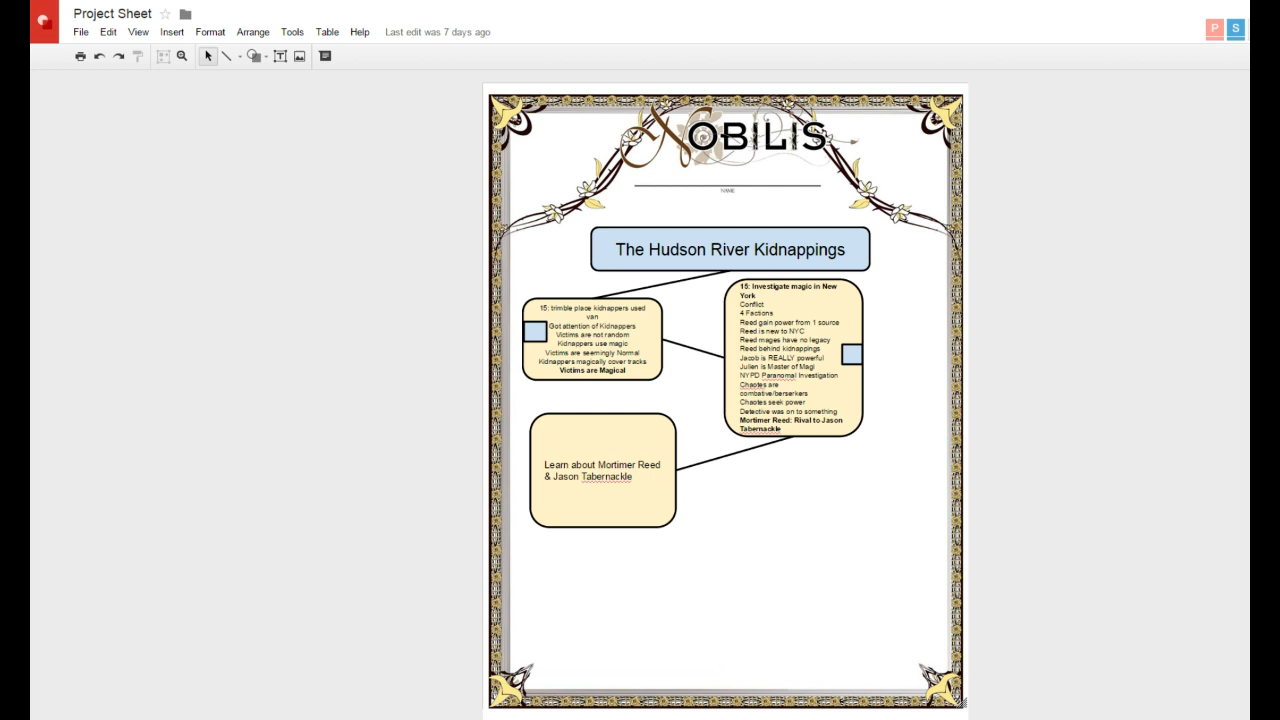 Project Sheet
File Edit View Insert Format Arrange Tools Table Help Last edit was 7 days ago
P S
NOBILIS
NAME
The Hudson River Kidnappings
15: trimble place kidnappers used
van
Got attention of Kidnappers
Victims are not random
Kidnappers use magic
Victims are seemingly Normal
Kidnappers magically cover tracks
Victims are Magical
15: Investigate magic in New
York
Conflict
4 Factions
Reed gain power from 1 source
Reed is new to NYC
Reed mages have no legacy
Reed behind kidnappings
Jacob is REALLY powerful
Julien is Master of Magi
NYPD Paranomal Investigation
Chaotes are
combative/berserkers
Chaotes seek power
Detective was on to something
Mortimer Reed: Rival to Jason
Tabernackle
Learn about Mortimer Reed
& Jason Tabernackle